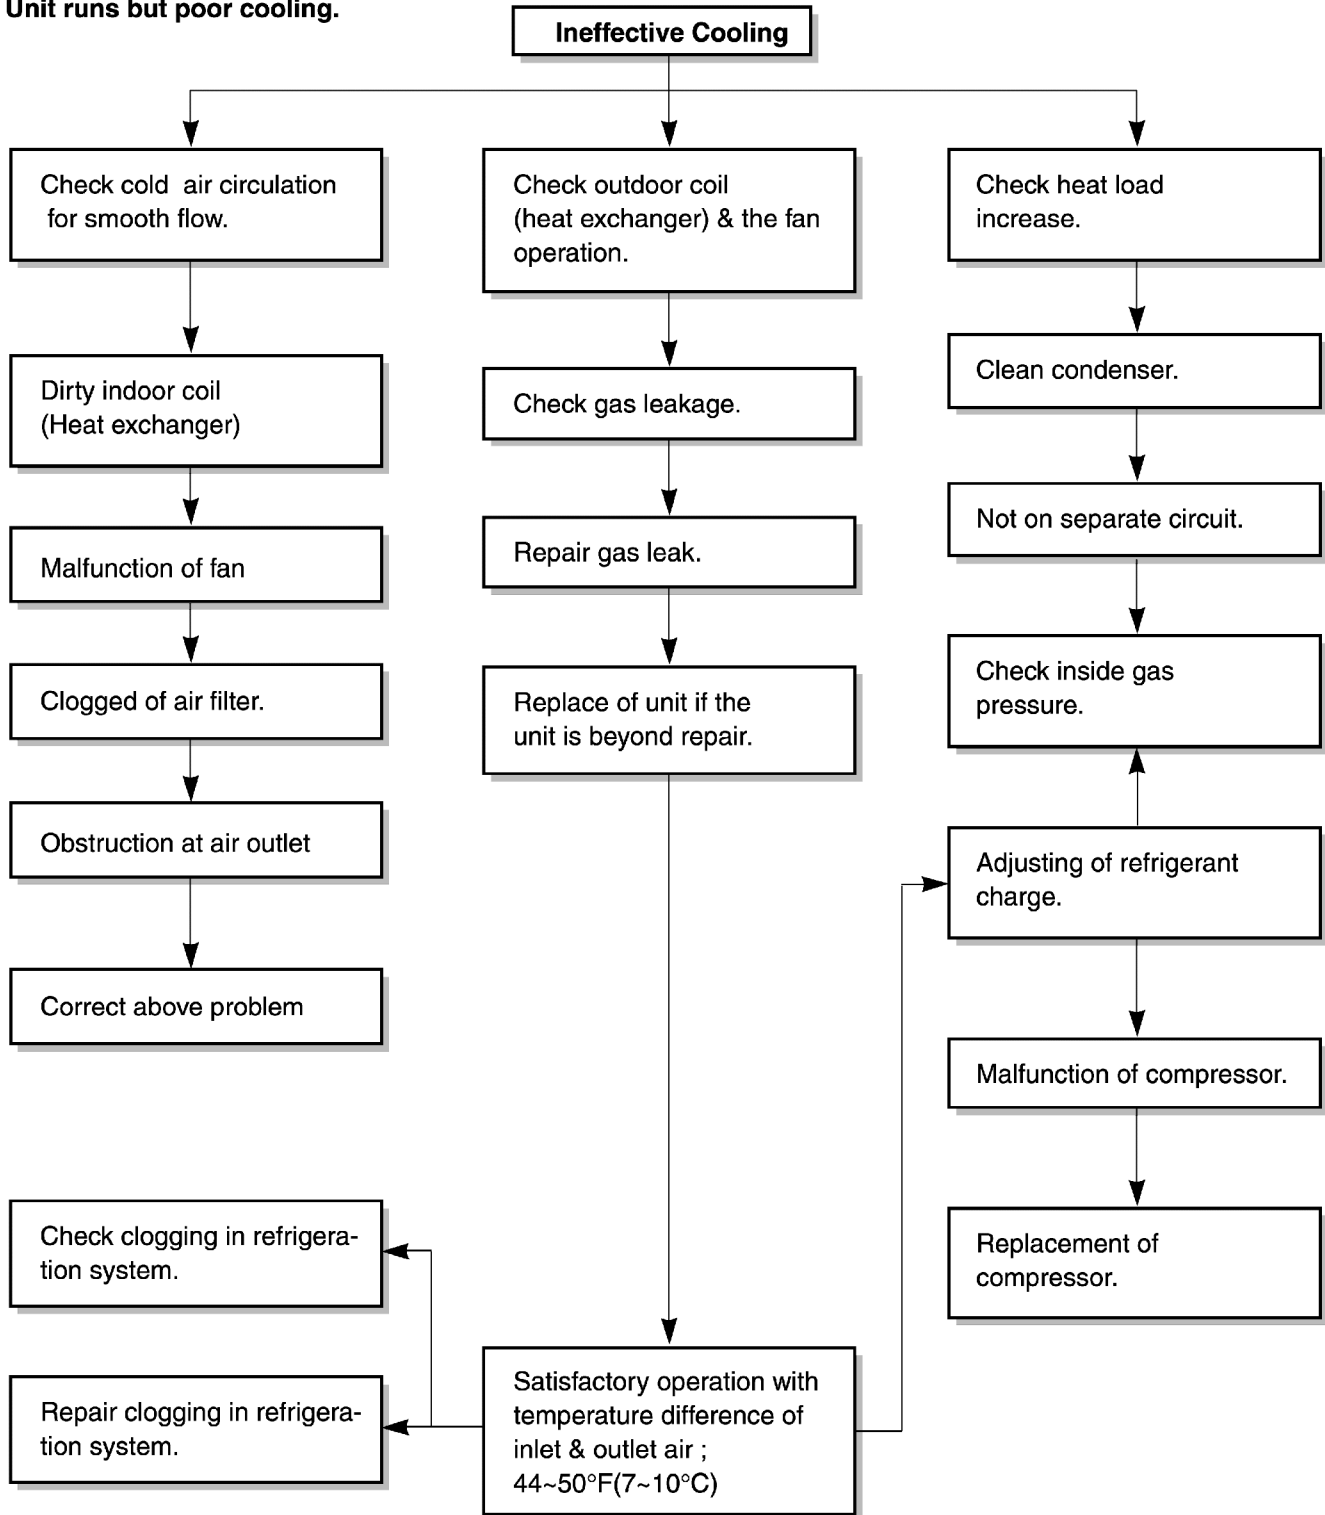 Unit runs but poor cooling.
Ineffective Cooling
Check cold air circulation
for smooth flow.
Dirty indoor coil
(Heat exchanger)
Malfunction of fan
Clogged of air filter.
Obstruction at air outlet
Correct above problem
Check outdoor coil
(heat exchanger) & the fan
operation.
Check gas leakage.
Repair gas leak.
Replace of unit if the
unit is beyond repair.
Check heat load
increase.
Clean condenser.
Not on separate circuit.
Check inside gas
pressure.
Adjusting of refrigerant
charge.
Malfunction of compressor.
Replacement of
compressor.
Check clogging in refrigera-
tion system.
Repair clogging in refrigera-
tion system.
Satisfactory operation with
temperature difference of
inlet & outlet air ;
44~50°F(7~10°C)